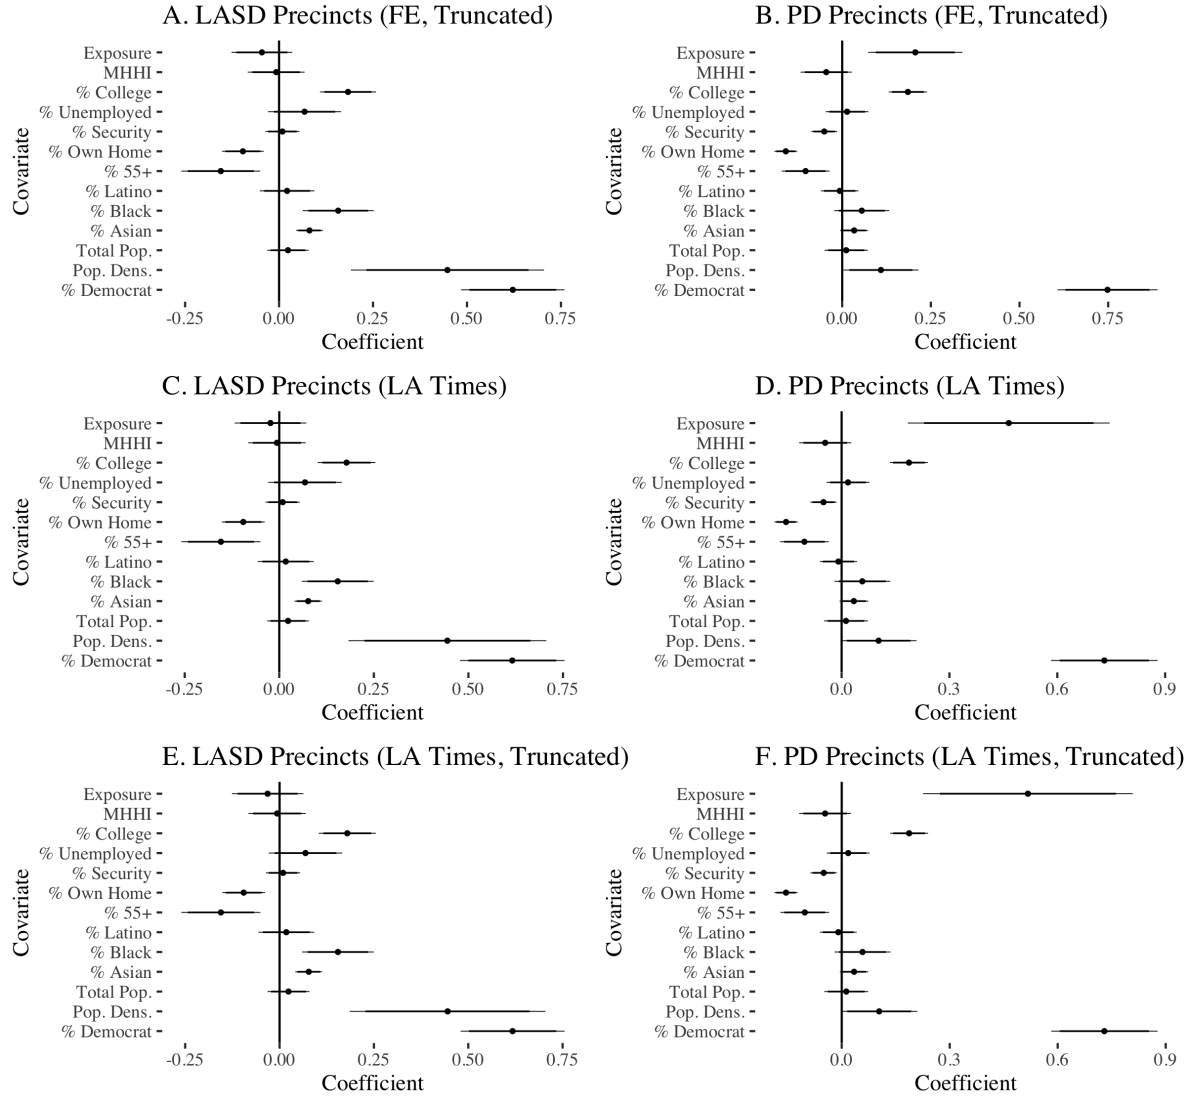 A. LASD Precincts (FE, Truncated)
Covariate
Exposure
MHHI
% College
% Unemployed
% Security
% Own Home
% 55+
% Latino
% Black
% Asian
Total Pop.
Pop. Dens.
% Democrat
-0.25 0.00 0.25 0.50 0.75
Coefficient
B. PD Precincts (FE, Truncated)
Covariate
Exposure
MHHI
% College
% Unemployed
% Security
% Own Home
% 55+
% Latino
% Black
% Asian
Total Pop.
Pop. Dens.
% Democrat
0.00 0.25 0.50 0.75
Coefficient
C. LASD Precincts (LA Times)
Covariate
Exposure
MHHI
% College
% Unemployed
% Security
% Own Home
% 55+
% Latino
% Black
% Asian
Total Pop.
Pop. Dens.
% Democrat
-0.25 0.00 0.25 0.50 0.75
Coefficient
D. PD Precincts (LA Times)
Covariate
Exposure
MHHI
% College
% Unemployed
% Security
% Own Home
% 55+
% Latino
% Black
% Asian
Total Pop.
Pop. Dens.
% Democrat
0.0 0.3 0.6 0.9
Coefficient
E. LASD Precincts (LA Times, Truncated)
Covariate
Exposure
MHHI
% College
% Unemployed
% Security
% Own Home
% 55+
% Latino
% Black
% Asian
Total Pop.
Pop. Dens.
% Democrat
-0.25 0.00 0.25 0.50 0.75
Coefficient
F. PD Precincts (LA Times, Truncated)
Covariate
Exposure
MHHI
% College
% Unemployed
% Security
% Own Home
% 55+
% Latino
% Black
% Asian
Total Pop.
Pop. Dens.
% Democrat
0.0 0.3 0.6 0.9
Coefficient